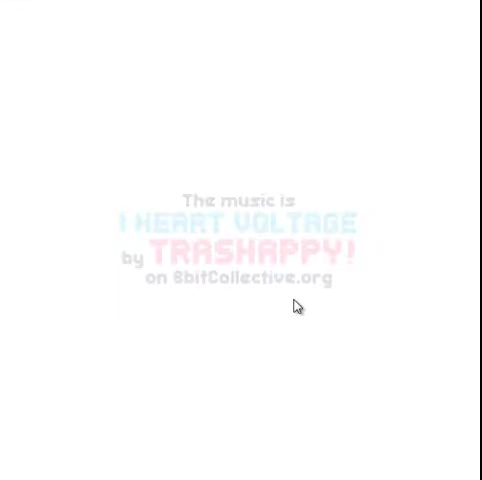 The music is
I HEART VOLTAGE
by TRASHAPPY!
on 8bitCollective.org